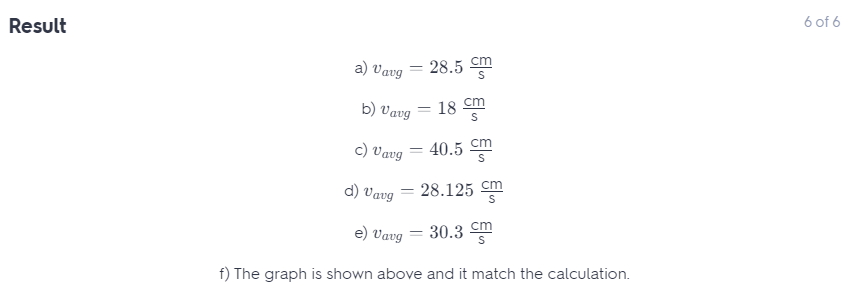 Result
6 of 6
a) v_avg = 28.5 cm/s
b) v_avg = 18 cm/s
c) v_avg = 40.5 cm/s
d) v_avg = 28.125 cm/s
e) v_avg = 30.3 cm/s
f) The graph is shown above and it match the calculation.